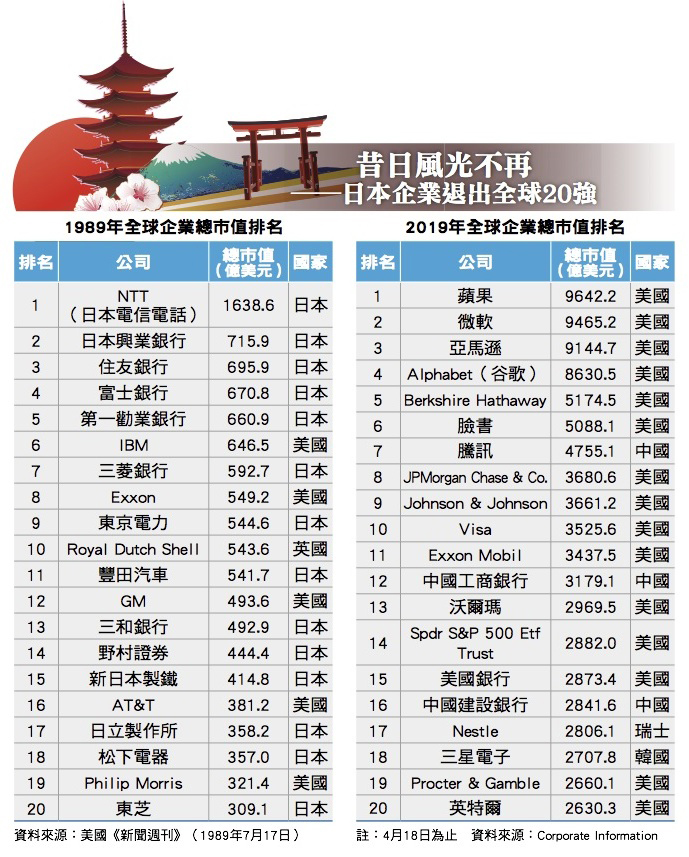 昔日風光不再
日本企業退出全球20強
1989年全球企業總市值排名
排名 公司 總市值（億美元） 國家
1 NTT（日本電信電話） 1638.6 日本
2 日本興業銀行 715.9 日本
3 住友銀行 695.9 日本
4 富士銀行 670.8 日本
5 第一勸業銀行 660.9 日本
6 IBM 646.5 美國
7 三菱銀行 592.7 日本
8 Exxon 549.2 美國
9 東京電力 544.6 日本
10 Royal Dutch Shell 543.6 英國
11 豐田汽車 541.7 日本
12 GM 493.6 美國
13 三和銀行 492.9 日本
14 野村證券 444.4 日本
15 新日本製鐵 414.8 日本
16 AT&T 381.2 美國
17 日立製作所 358.2 日本
18 松下電器 357.0 日本
19 Philip Morris 321.4 美國
20 東芝 309.1 日本
資料來源：美國《新聞週刊》（1989年7月17日）
2019年全球企業總市值排名
排名 公司 總市值（億美元） 國家
1 蘋果 9642.2 美國
2 微軟 9465.2 美國
3 亞馬遜 9144.7 美國
4 Alphabet（谷歌） 8630.5 美國
5 Berkshire Hathaway 5174.5 美國
6 臉書 5088.1 美國
7 騰訊 4755.1 中國
8 JPMorgan Chase & Co. 3680.6 美國
9 Johnson & Johnson 3661.2 美國
10 Visa 3525.6 美國
11 Exxon Mobil 3437.5 美國
12 中國工商銀行 3179.1 中國
13 沃爾瑪 2969.5 美國
14 Spdr S&P 500 Etf Trust 2882.0 美國
15 美國銀行 2873.4 美國
16 中國建設銀行 2841.6 中國
17 Nestle 2806.1 瑞士
18 三星電子 2707.8 韓國
19 Procter & Gamble 2660.1 美國
20 英特爾 2630.3 美國
註：4月18日為止　資料來源：Corporate Information